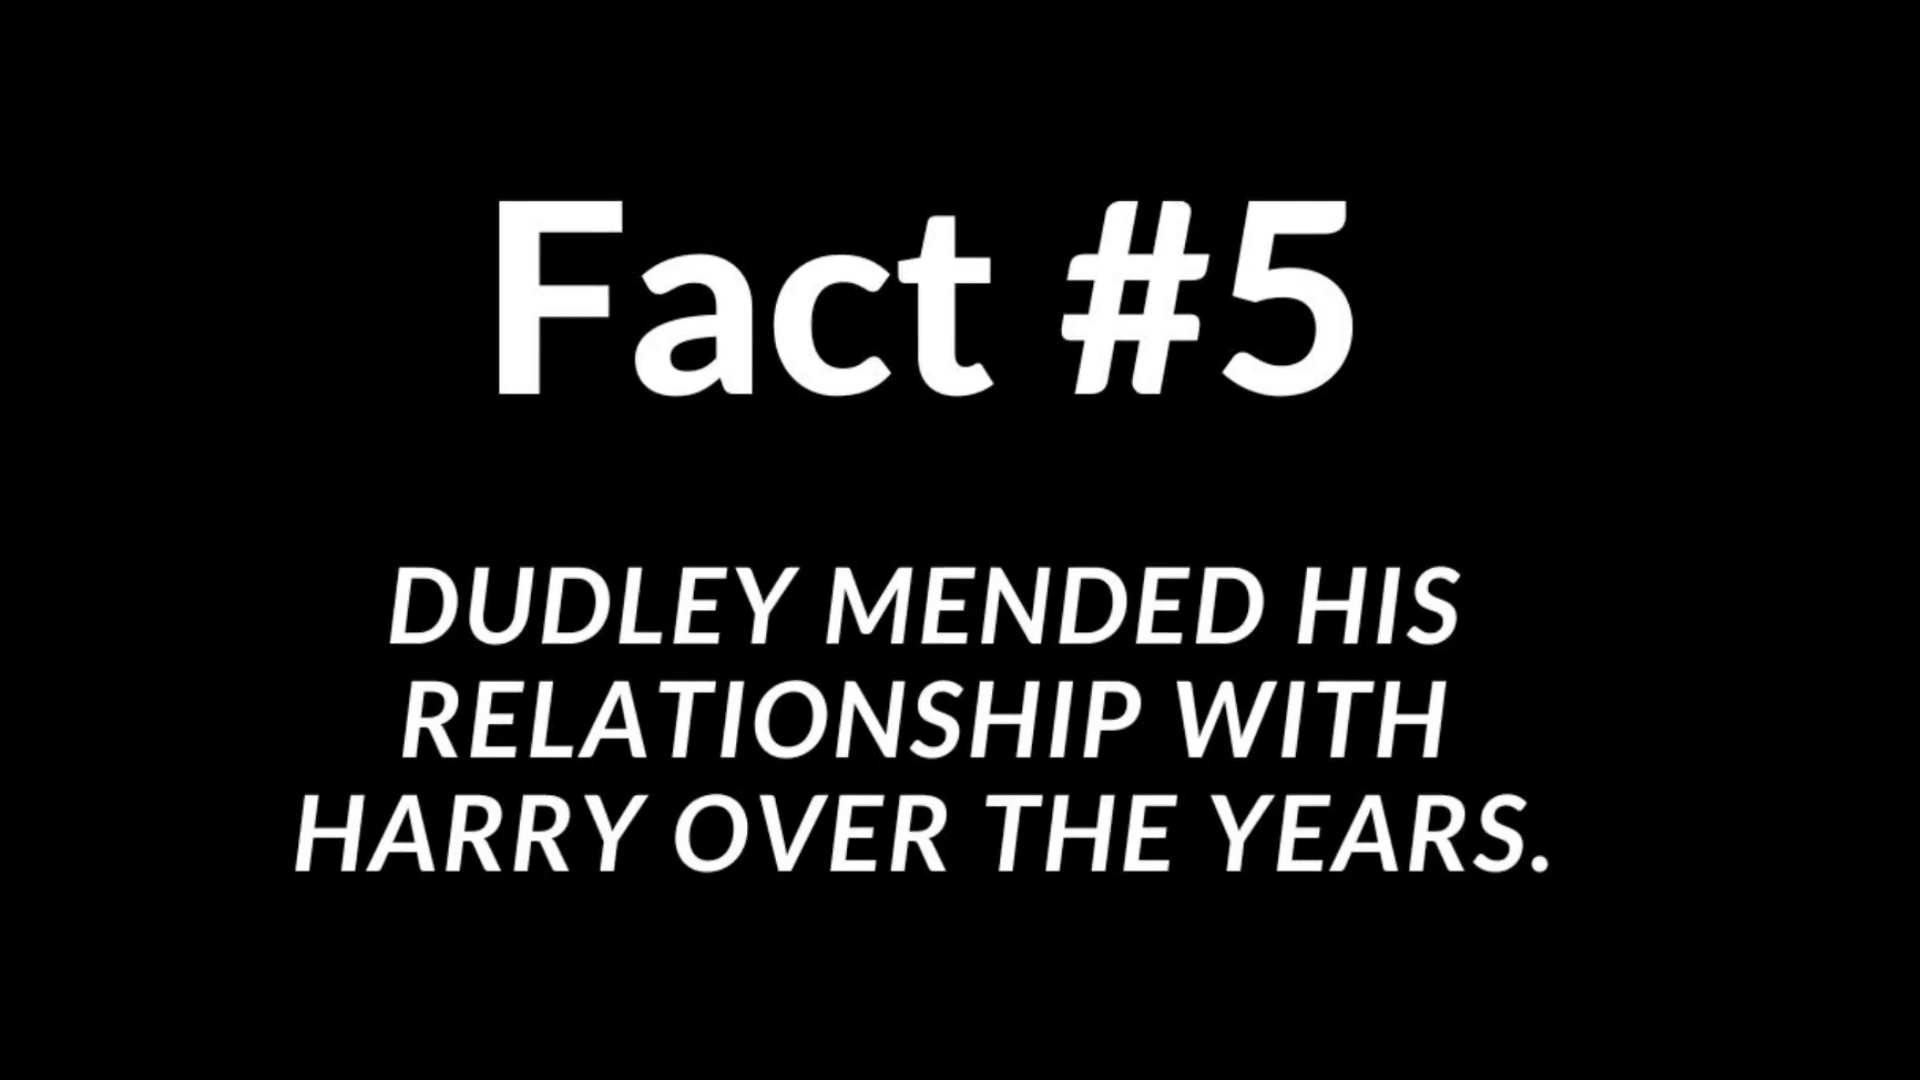 Fact #5
DUDLEY MENDED HIS
RELATIONSHIP WITH
HARRY OVER THE YEARS.